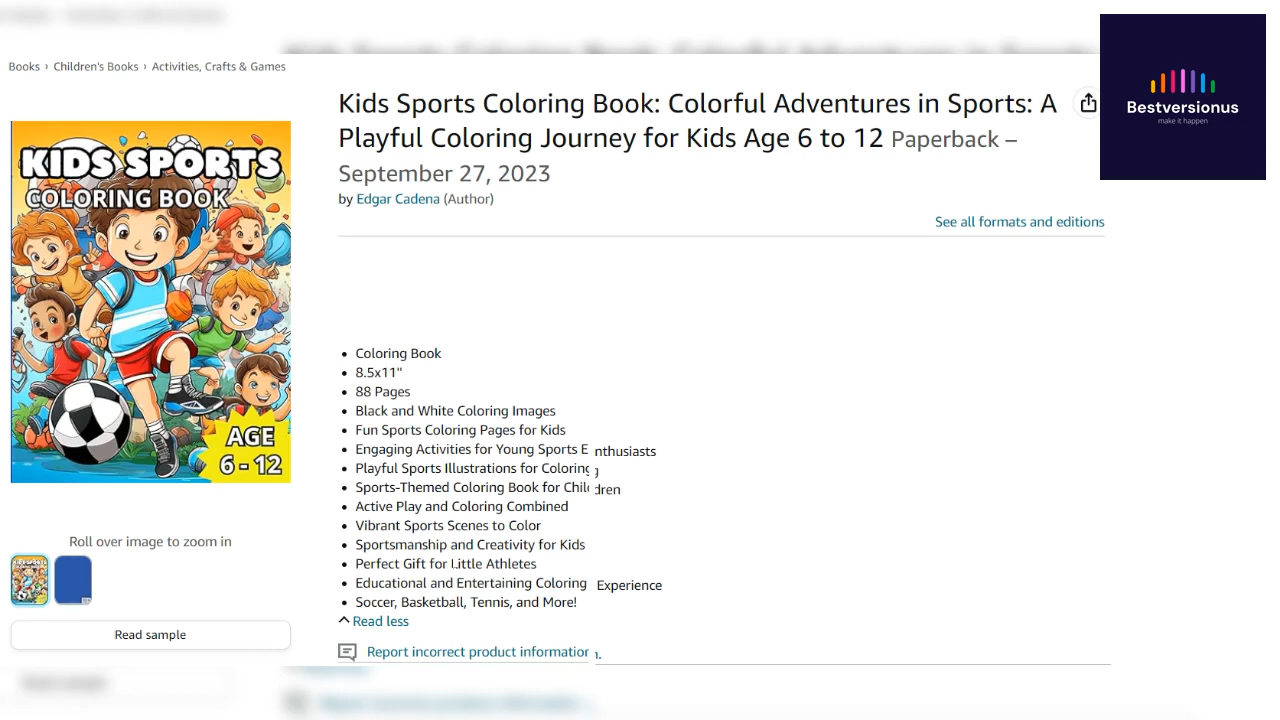 Books › Children's Books › Activities, Crafts & Games
Kids Sports Coloring Book: Colorful Adventures in Sports: A
Playful Coloring Journey for Kids Age 6 to 12 Paperback –
September 27, 2023
by Edgar Cadena (Author)
See all formats and editions
Bestversionus
make it happen
KIDS SPORTS
COLORING BOOK
AGE
6 - 12
Roll over image to zoom in
Read sample
Coloring Book
8.5x11"
88 Pages
Black and White Coloring Images
Fun Sports Coloring Pages for Kids
Engaging Activities for Young Sports Enthusiasts
Playful Sports Illustrations for Coloring
Sports-Themed Coloring Book for Children
Active Play and Coloring Combined
Vibrant Sports Scenes to Color
Sportsmanship and Creativity for Kids
Perfect Gift for Little Athletes
Educational and Entertaining Coloring Experience
Soccer, Basketball, Tennis, and More!
Read less
Report incorrect product information.